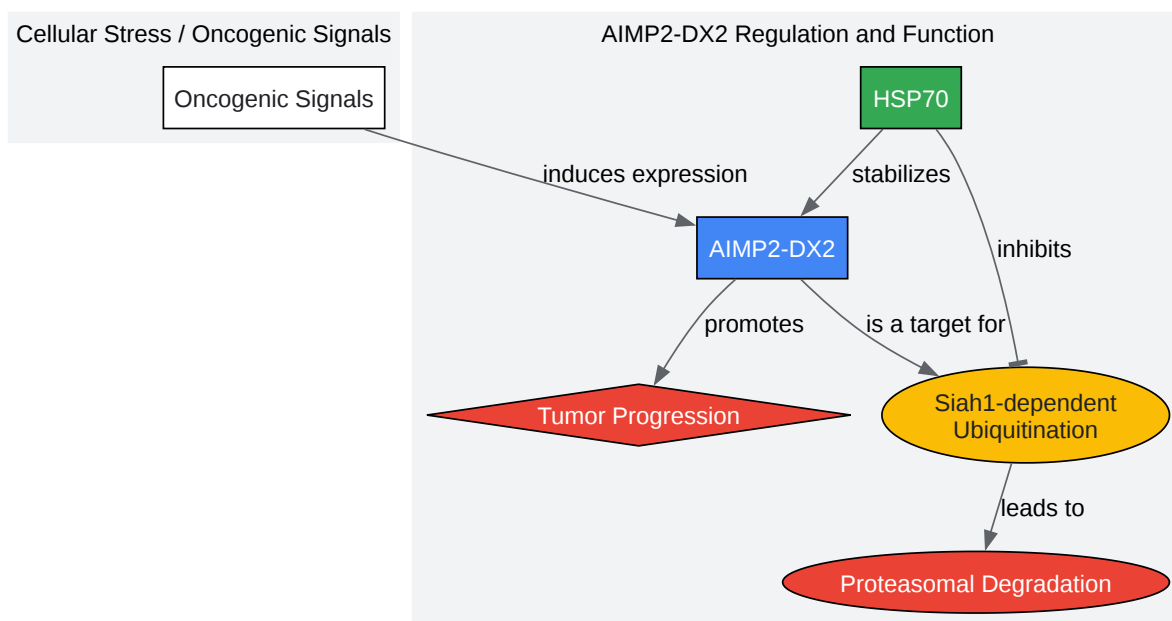 Cellular Stress / Oncogenic Signals
AIMP2-DX2 Regulation and Function
Oncogenic Signals
HSP70
induces expression
stabilizes
AIMP2-DX2
inhibits
promotes
is a target for
Tumor Progression
Siah1-dependent
Ubiquitination
leads to
Proteasomal Degradation